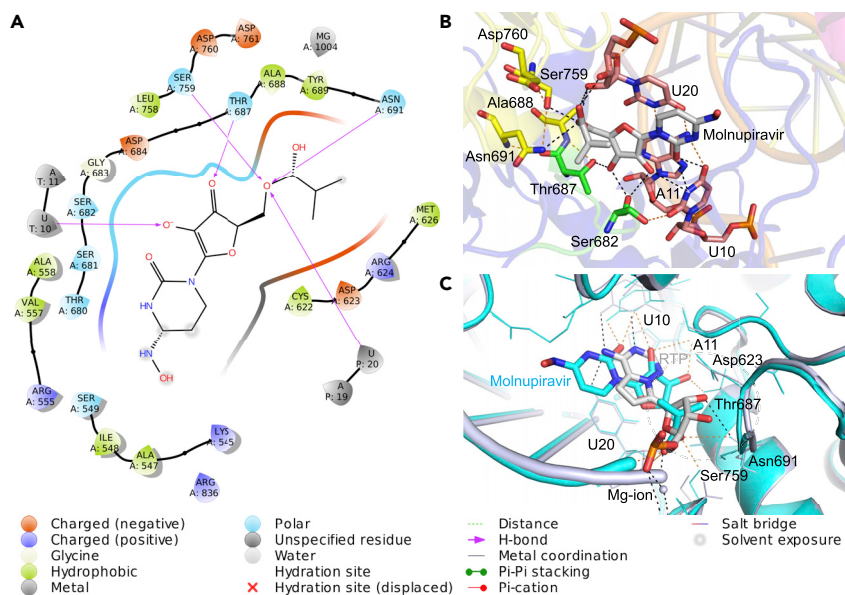 A
ASP
A: 760
ASP
A: 761
MG
A: 1004
SER
A: 759
ALA
A: 688
TYR
A: 689
LEU
A: 758
THR
A: 687
ASN
A: 691
ASP
A: 684
GLY
A: 683
A
T: 11
SER
A: 682
U
T: 10
SER
A: 681
THR
A: 680
ALA
A: 558
VAL
A: 557
ARG
A: 555
SER
A: 549
ILE
A: 548
ALA
A: 547
LYS
A: 545
ARG
A: 836
MET
A: 626
ARG
A: 624
ASP
A: 623
CYS
A: 622
U
P: 20
A
P: 19
OH
O
O
O⁻
O
O
N
HN
HN
OH
B
Asp760
Ser759
U20
Ala688
Molnupiravir
Asn691
Thr687
A11
Ser682
U10
C
U10
A11
RTP
Asp623
Molnupiravir
Thr687
U20
Asn691
Ser759
Mg-ion
Charged (negative)
Charged (positive)
Glycine
Hydrophobic
Metal
Polar
Unspecified residue
Water
Hydration site
Hydration site (displaced)
Distance
H-bond
Metal coordination
Pi-Pi stacking
Pi-cation
Salt bridge
Solvent exposure